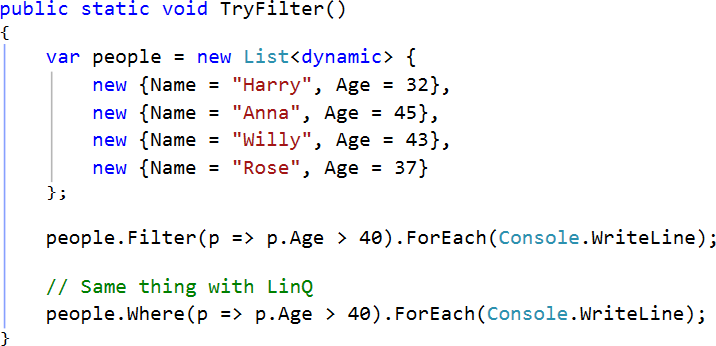 public static void TryFilter()
{
    var people = new List<dynamic> {
        new {Name = "Harry", Age = 32},
        new {Name = "Anna", Age = 45},
        new {Name = "Willy", Age = 43},
        new {Name = "Rose", Age = 37}
    };

    people.Filter(p => p.Age > 40).ForEach(Console.WriteLine);

    // Same thing with LinQ
    people.Where(p => p.Age > 40).ForEach(Console.WriteLine);
}